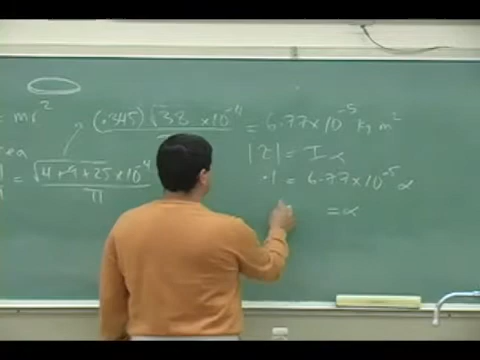 = mr²
(.345) √38 × 10⁻⁴ = 6.77 × 10⁻⁵ kg m²
|τ| = I α
√4 + 9 + 25 × 10⁻⁴
π
.1 = 6.77 × 10⁻⁵ α
= α